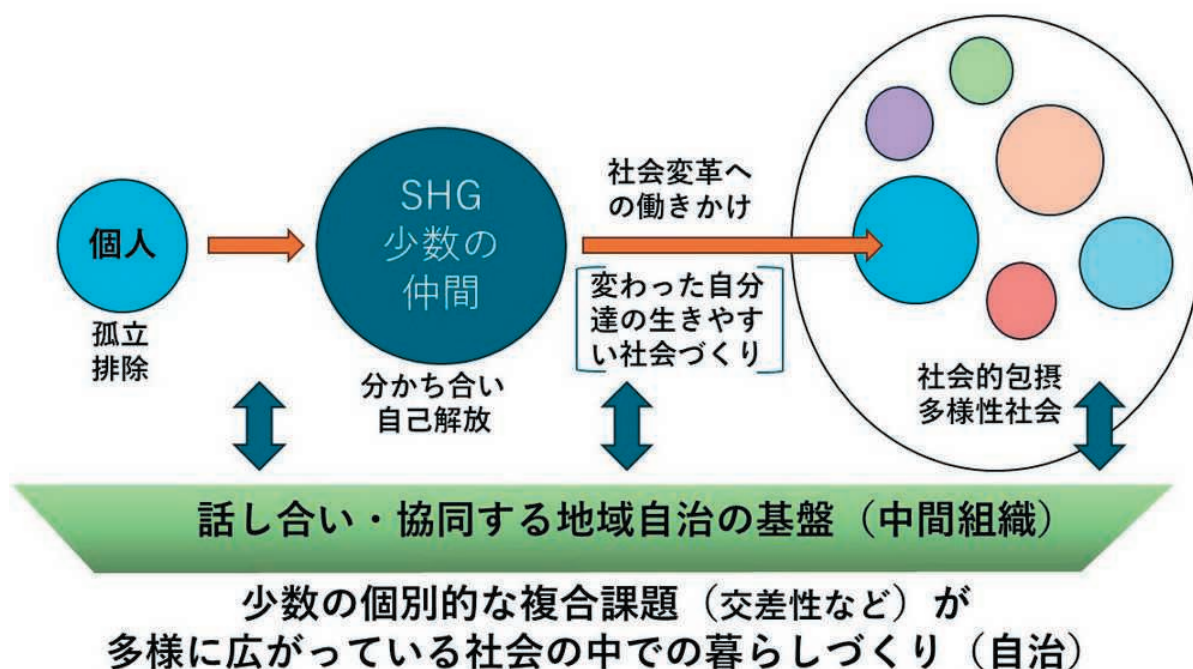 個人
孤立
排除
SHG
少数の
仲間
分かち合い
自己解放
社会変革へ
の働きかけ
変わった自分
達の生きやす
い社会づくり
社会的包摂
多様性社会
話し合い・協同する地域自治の基盤（中間組織）
少数の個別的な複合課題（交差性など）が
多様に広がっている社会の中での暮らしづくり（自治）